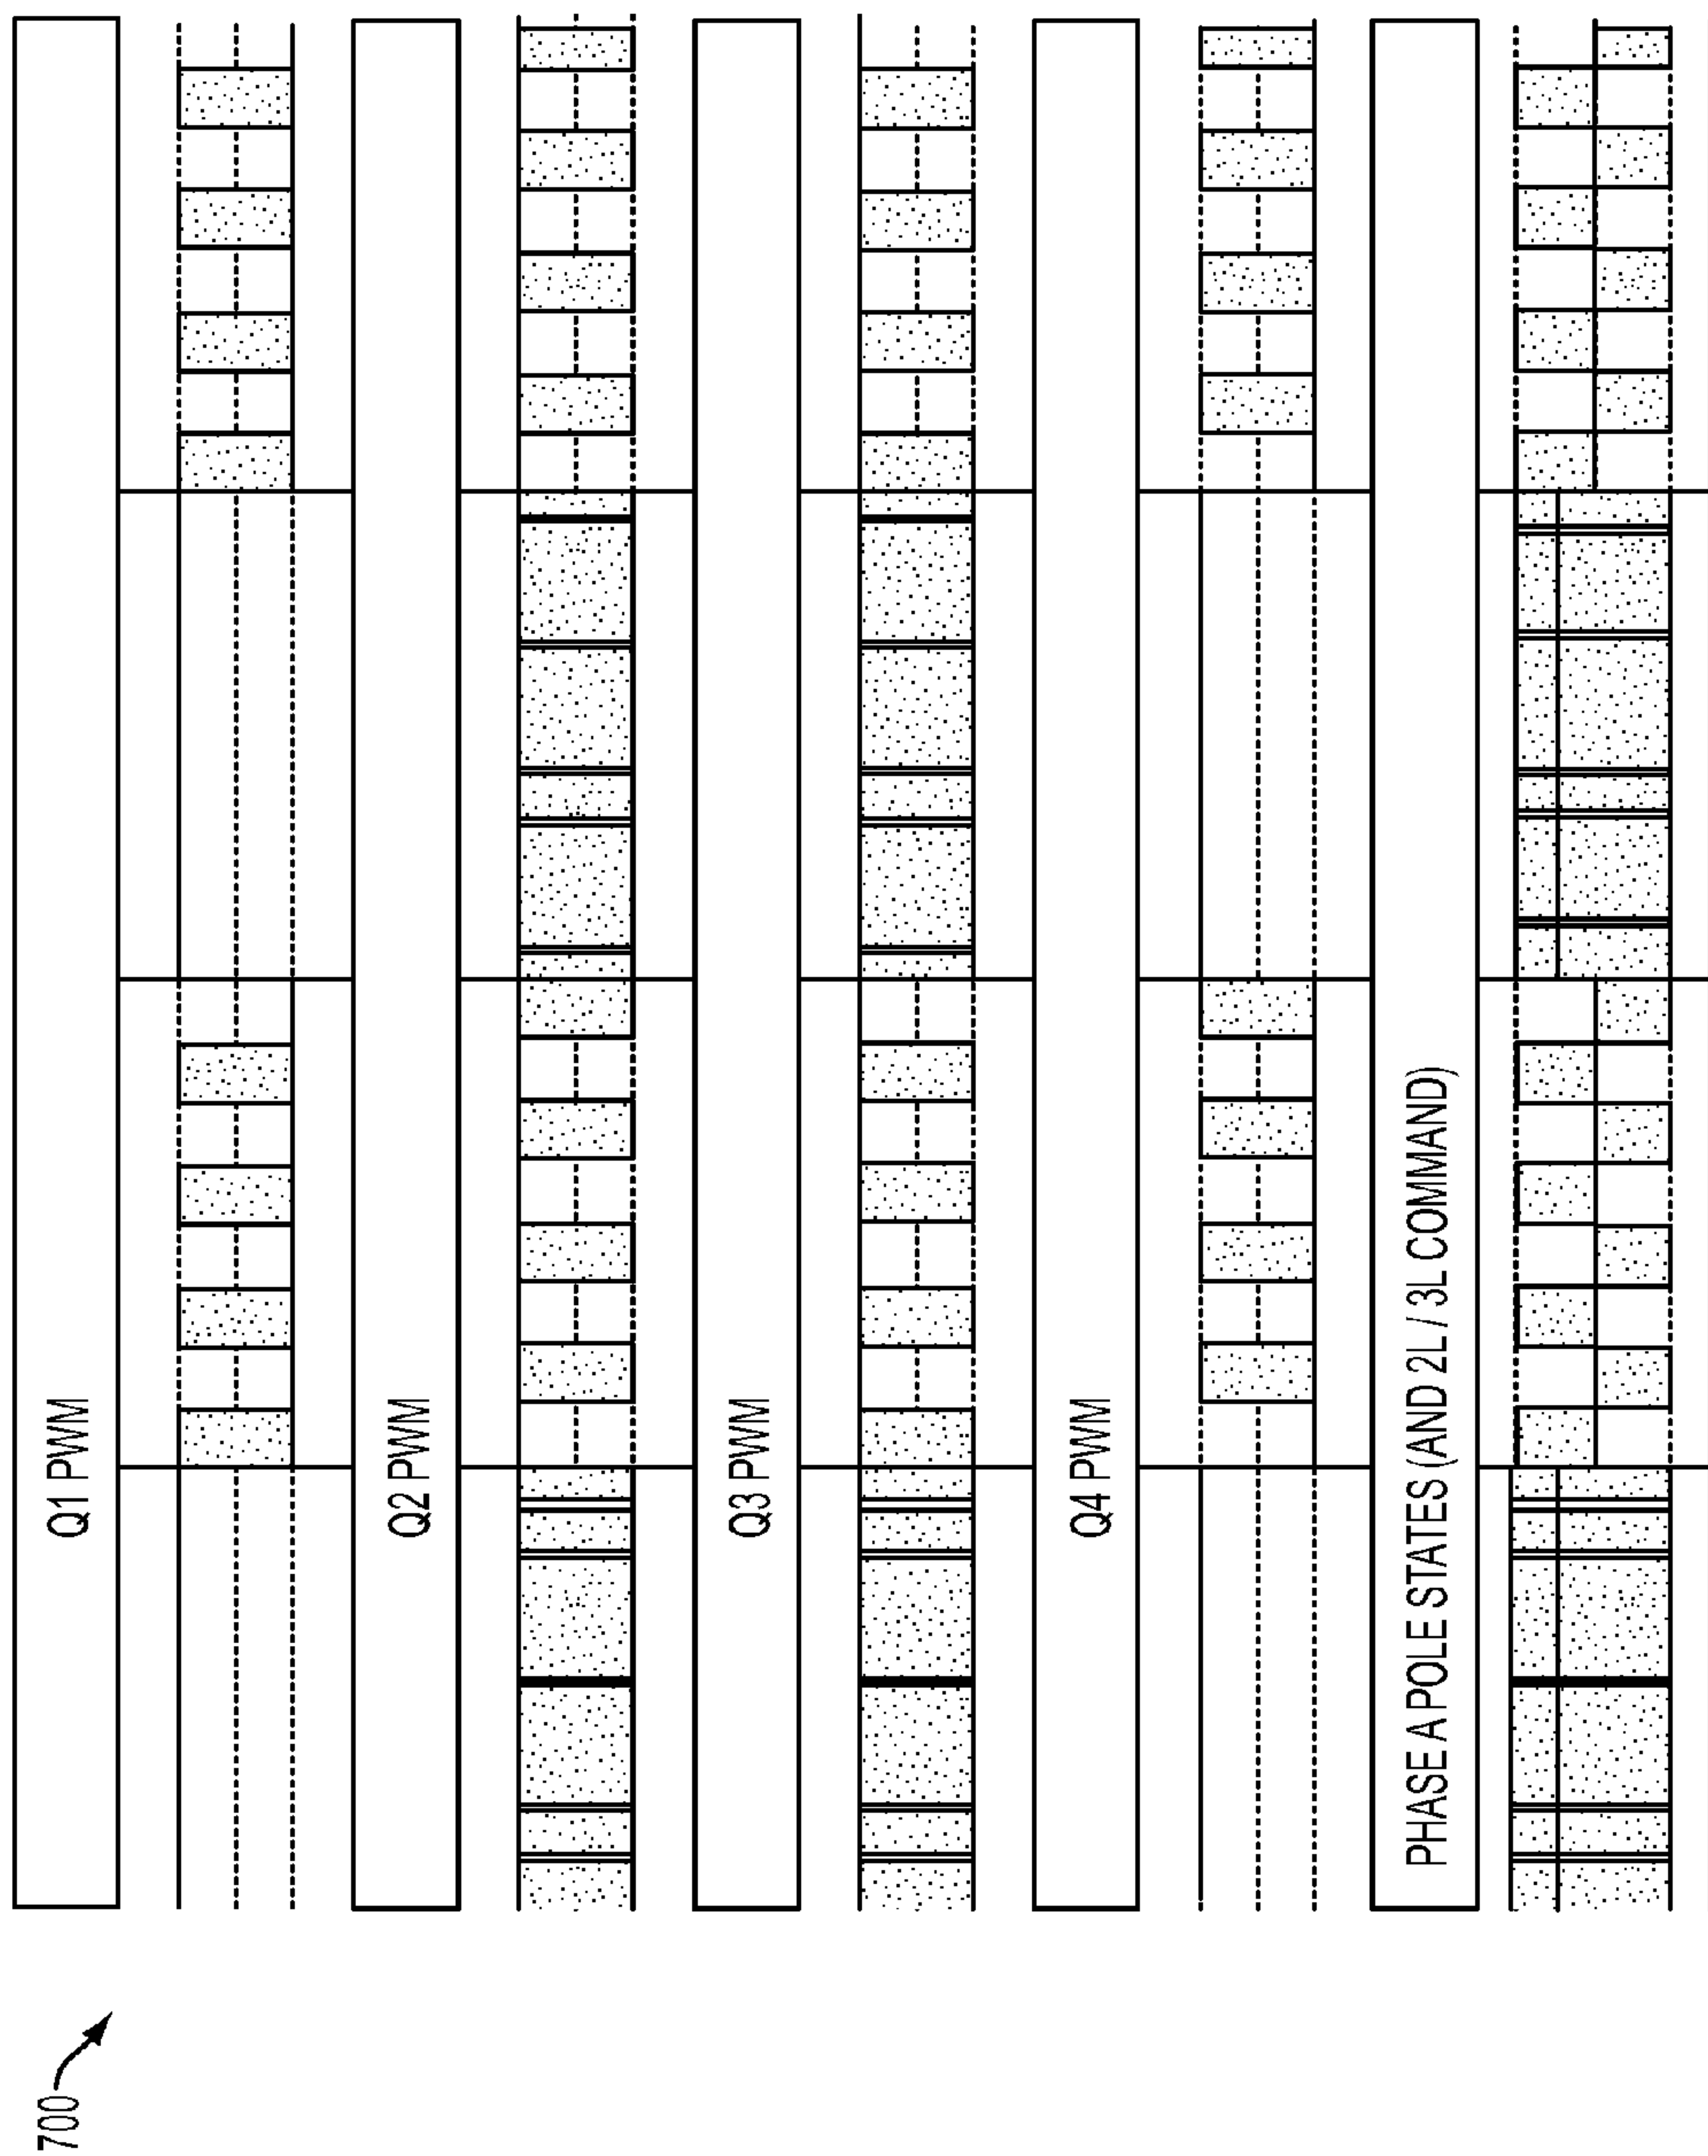 700
Q1 PWM
Q2 PWM
Q3 PWM
Q4 PWM
PHASE A POLE STATES (AND 2L / 3L COMMAND)